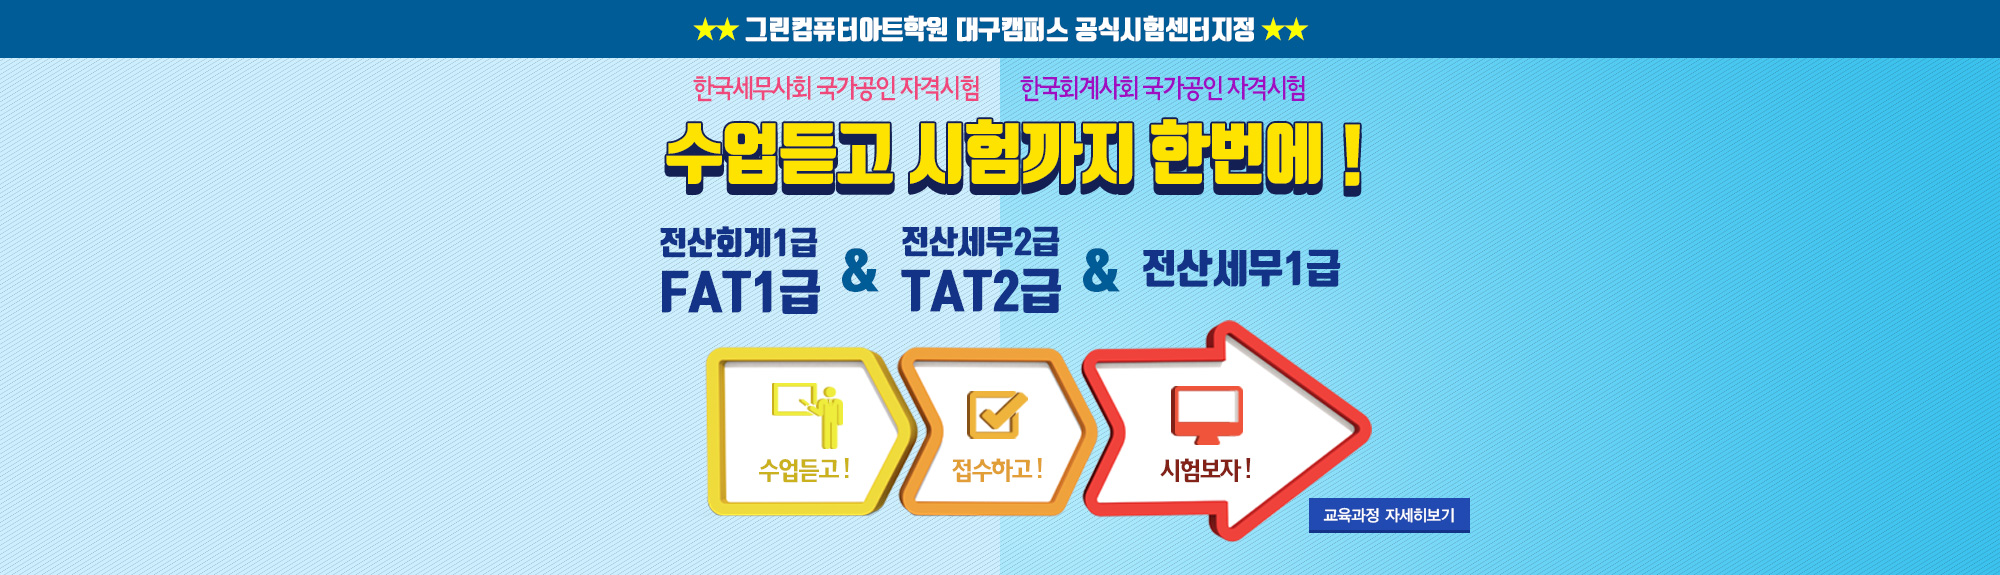 ★★ 그린컴퓨터아트학원 대구캠퍼스 공식시험센터지정 ★★
한국세무사회 국가공인 자격시험 한국회계사회 국가공인 자격시험
수업듣고 시험까지 한번에 !
전산회계1급
FAT1급
&
전산세무2급
TAT2급
&
전산세무1급
수업듣고 !
접수하고 !
시험보자 !
교육과정 자세히보기